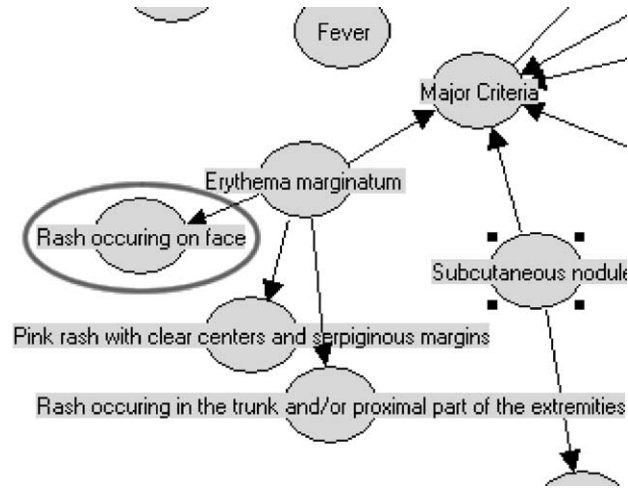 Fever
Major Criteria
Erythema marginatum
Rash occuring on face
Subcutaneous nodule
Pink rash with clear centers and serpiginous margins
Rash occuring in the trunk and/or proximal part of the extremities